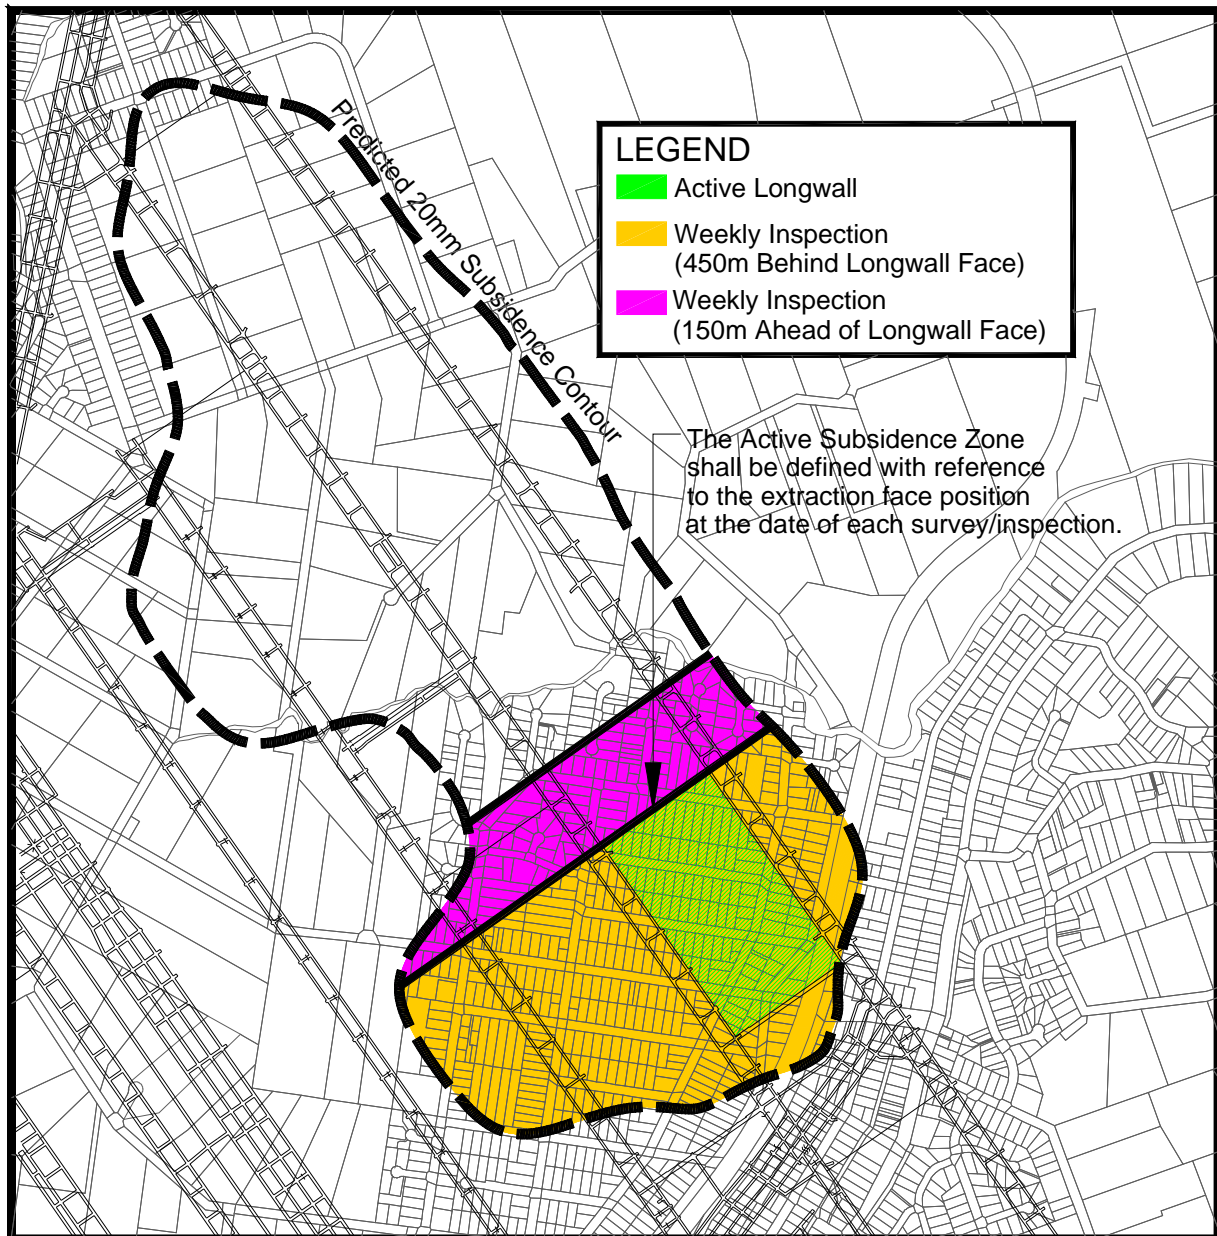 Predicted 20mm Subsidence Contour
LEGEND
Active Longwall
Weekly Inspection
(450m Behind Longwall Face)
Weekly Inspection
(150m Ahead of Longwall Face)
The Active Subsidence Zone
shall be defined with reference
to the extraction face position
at the date of each survey/inspection.